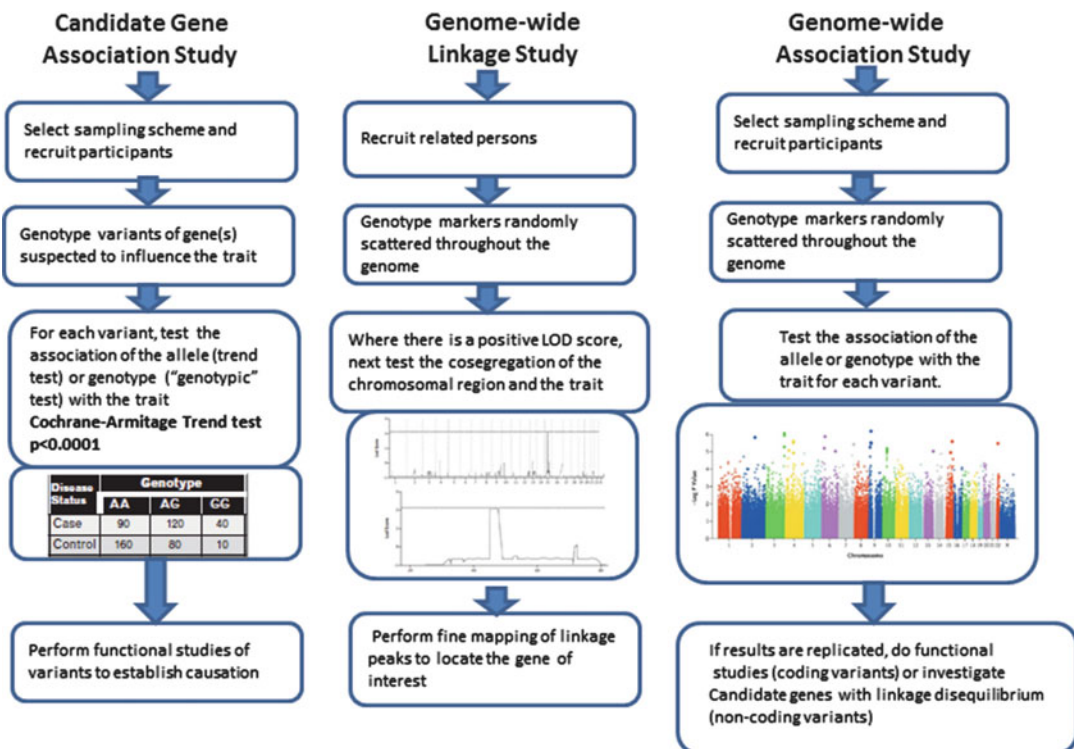 Candidate Gene
Association Study
Select sampling scheme and
recruit participants
Genotype variants of gene(s)
suspected to influence the trait
For each variant, test the
association of the allele (trend
test) or genotype ("genotypic"
test) with the trait
Cochrane-Armitage Trend test
p<0.0001
Disease
Status
Genotype
AA AG GG
Case 90 120 40
Control 160 80 10
Perform functional studies of
variants to establish causation
Genome-wide
Linkage Study
Recruit related persons
Genotype markers randomly
scattered throughout the
genome
Where there is a positive LOD score,
next test the cosegregation of the
chromosomal region and the trait
Perform fine mapping of linkage
peaks to locate the gene of
interest
Genome-wide
Association Study
Select sampling scheme and
recruit participants
Genotype markers randomly
scattered throughout the
genome
Test the association of the
allele or genotype with the
trait for each variant.
Chromosome
If results are replicated, do functional
studies (coding variants) or investigate
Candidate genes with linkage disequilibrium
(non-coding variants)